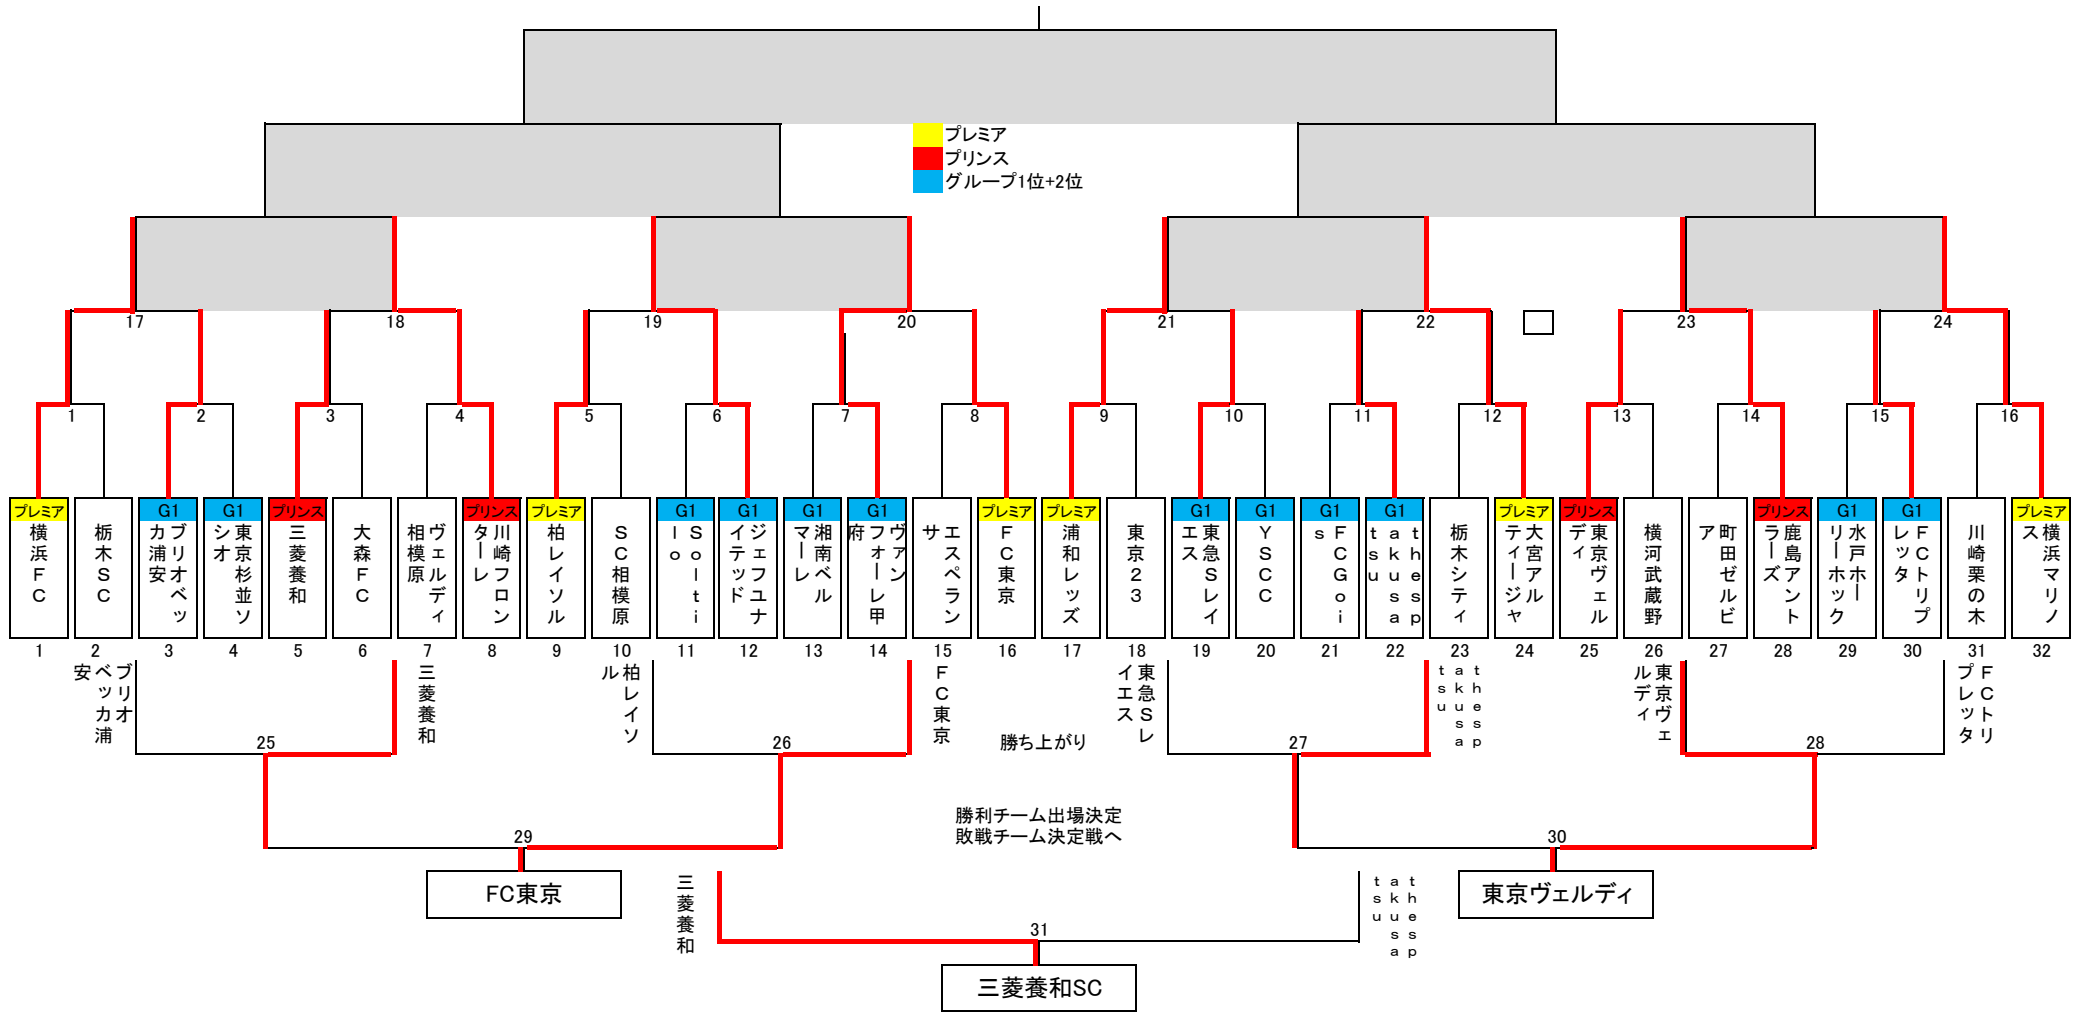 プレミア
プリンス
グループ1位+2位
17
18
19
20
21
22
23
24
1
2
3
4
5
6
7
8
9
10
11
12
13
14
15
16
プレミア
横浜FC
栃木SC
G1
ブリオベッカ浦安
G1
東京杉並ソシオ
プリンス
三菱養和
大森FC
ヴェルディ相模原
プリンス
川崎フロンターレ
プレミア
柏レイソル
SC相模原
G1
Soltilo
G1
ジェフユナイテッド
G1
湘南ベルマーレ
G1
ヴァンフォーレ甲府
エスペランサ
プレミア
FC東京
プレミア
浦和レッズ
東京23
G1
東急Sレイエス
G1
YSCC
G1
FCGois
G1
thespakusatsu
栃木シティ
プレミア
大宮アルティージャ
プリンス
東京ヴェルディ
横河武蔵野
町田ゼルビア
プリンス
鹿島アントラーズ
G1
水戸ホーリーホック
G1
FCトリプレッタ
川崎栗の木
プレミア
横浜マリノス
1
2
3
4
5
6
7
8
9
10
11
12
13
14
15
16
17
18
19
20
21
22
23
24
25
26
27
28
29
30
31
32
ブリオベッカ浦安
三菱養和
柏レイソル
FC東京
東急Sレイエス
thespakusatsu
東京ヴェルディ
FCトリプレッタ
25
26
勝ち上がり
27
28
勝利チーム出場決定
敗戦チーム決定戦へ
29
30
FC東京
三菱養和
thespakusatsu
東京ヴェルディ
31
三菱養和SC